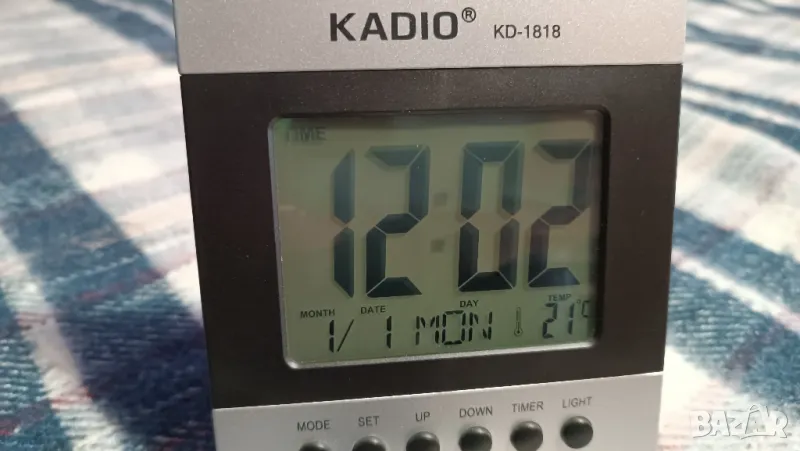 KADIO® KD-1818
TIME
12:02
MONTH DATE DAY TEMP
1/ 1 MON 21°C
MODE SET UP DOWN TIMER LIGHT
BAZAR